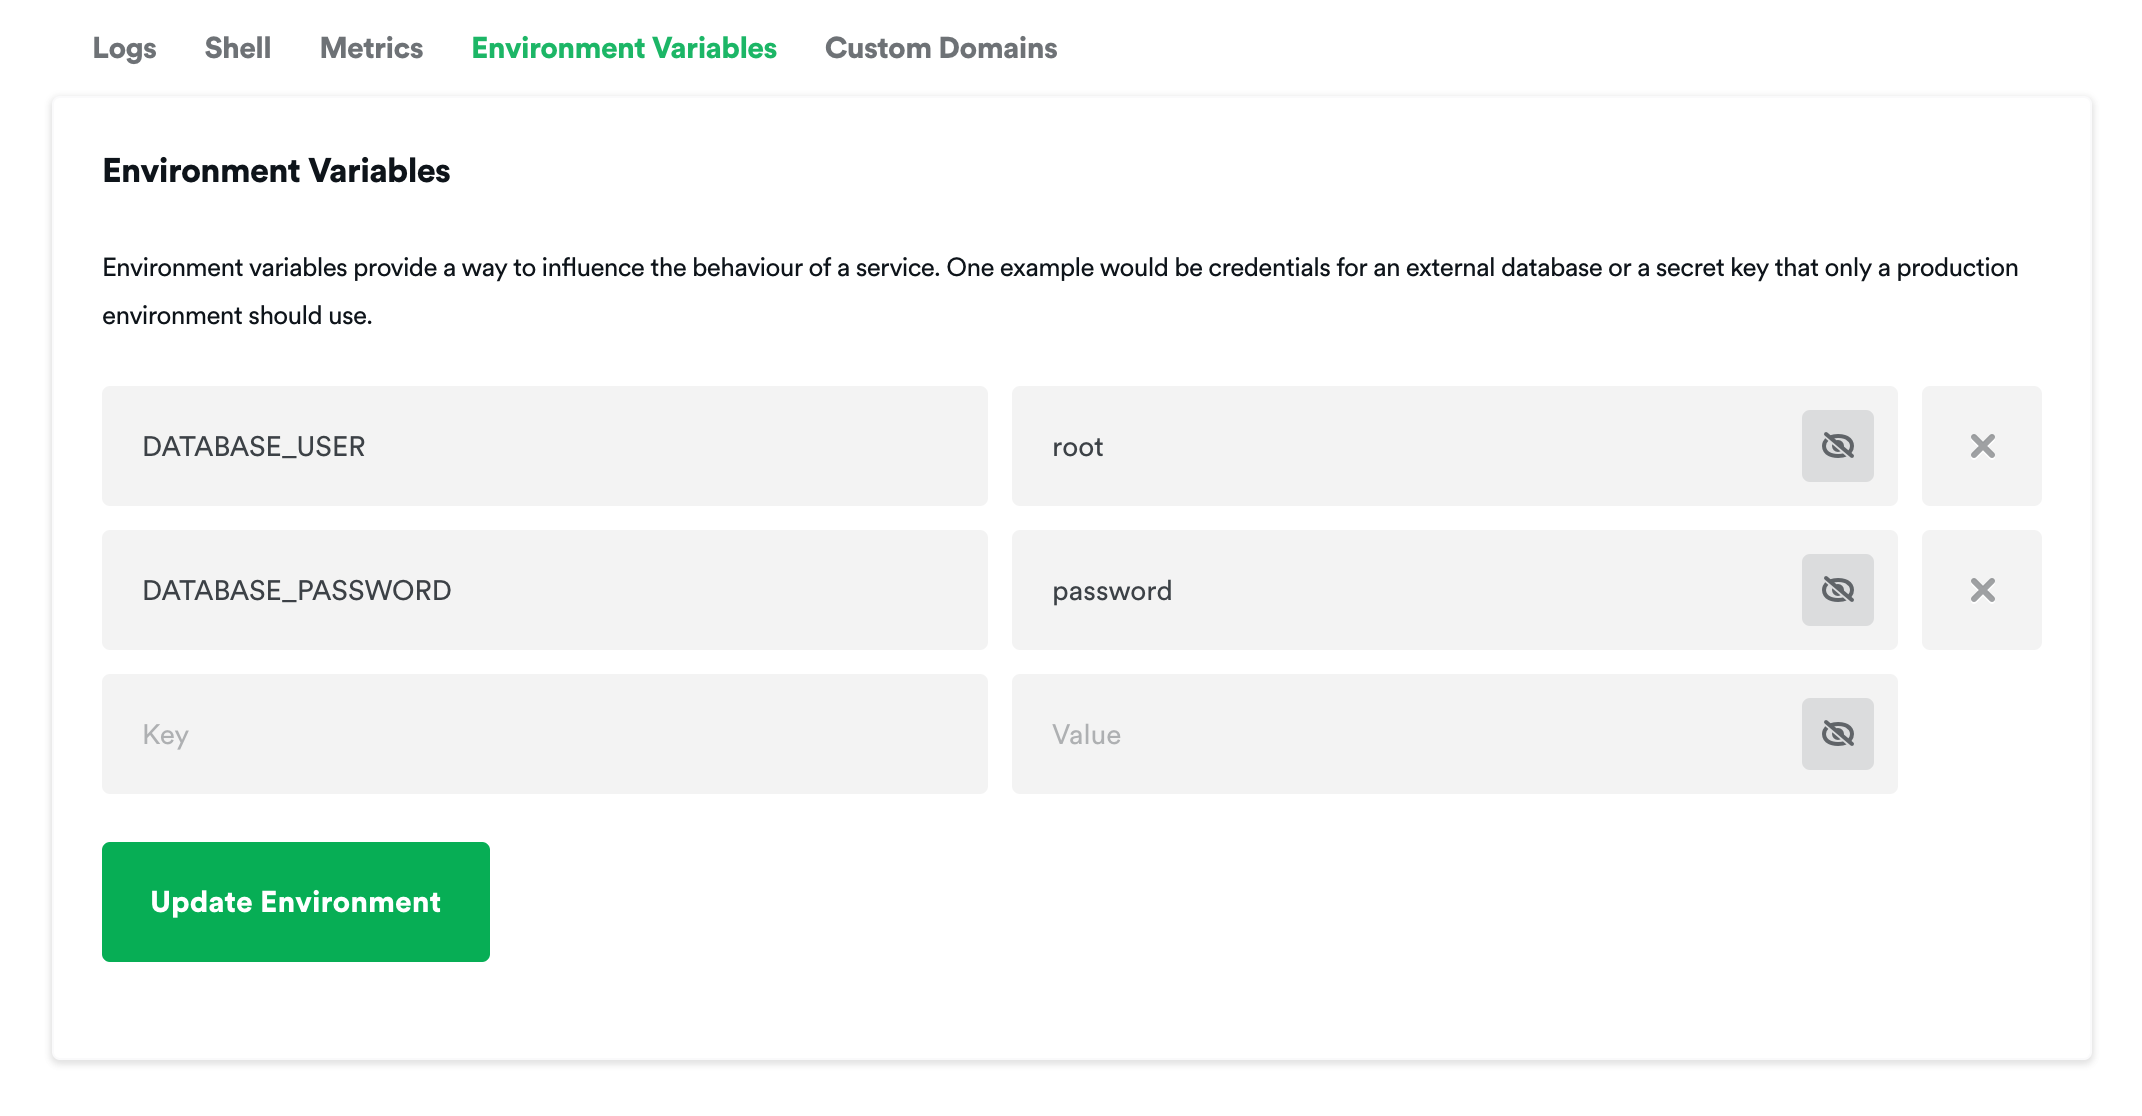 Logs Shell Metrics Environment Variables Custom Domains
Environment Variables
Environment variables provide a way to influence the behaviour of a service. One example would be credentials for an external database or a secret key that only a production
environment should use.
DATABASE_USER root
DATABASE_PASSWORD password
Key Value
Update Environment